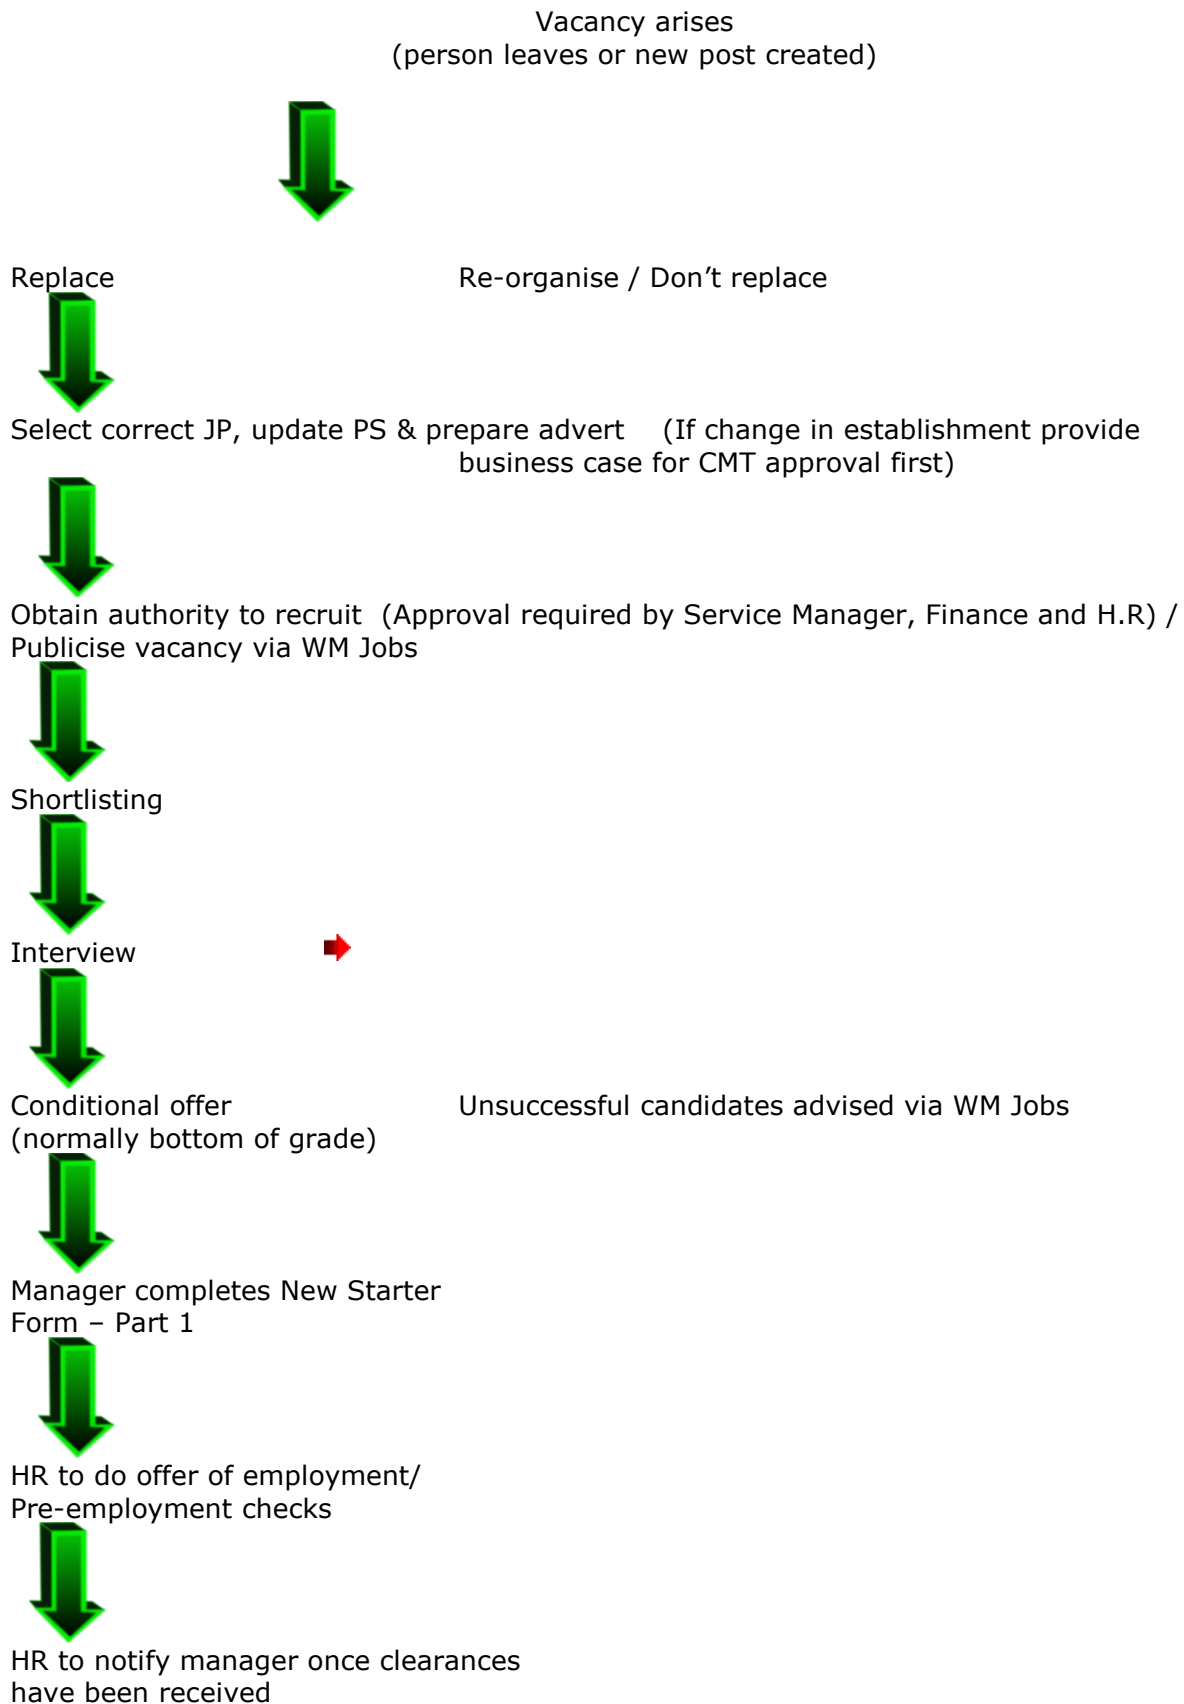 Vacancy arises
(person leaves or new post created)
Replace Re-organise / Don’t replace
Select correct JP, update PS & prepare advert (If change in establishment provide
business case for CMT approval first)
Obtain authority to recruit (Approval required by Service Manager, Finance and H.R) /
Publicise vacancy via WM Jobs
Shortlisting
Interview
Conditional offer Unsuccessful candidates advised via WM Jobs
(normally bottom of grade)
Manager completes New Starter
Form – Part 1
HR to do offer of employment/
Pre-employment checks
HR to notify manager once clearances
have been received